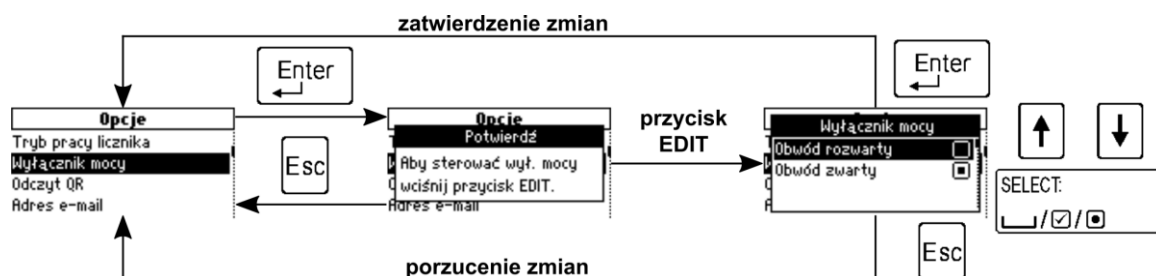 zatwierdzenie zmian
Enter
Enter
Opcje
Tryb pracy licznika
Wyłącznik mocy
Odczyt QR
Adres e-mail
Esc
Opcje
Potwierdź
Aby sterować wył. mocy
wciśnij przycisk EDIT.
Adres e-mail
przycisk
EDIT
Wyłącznik mocy
Obwód rozwarty
Obwód zwarty
SELECT:
/ /
Esc
porzucenie zmian